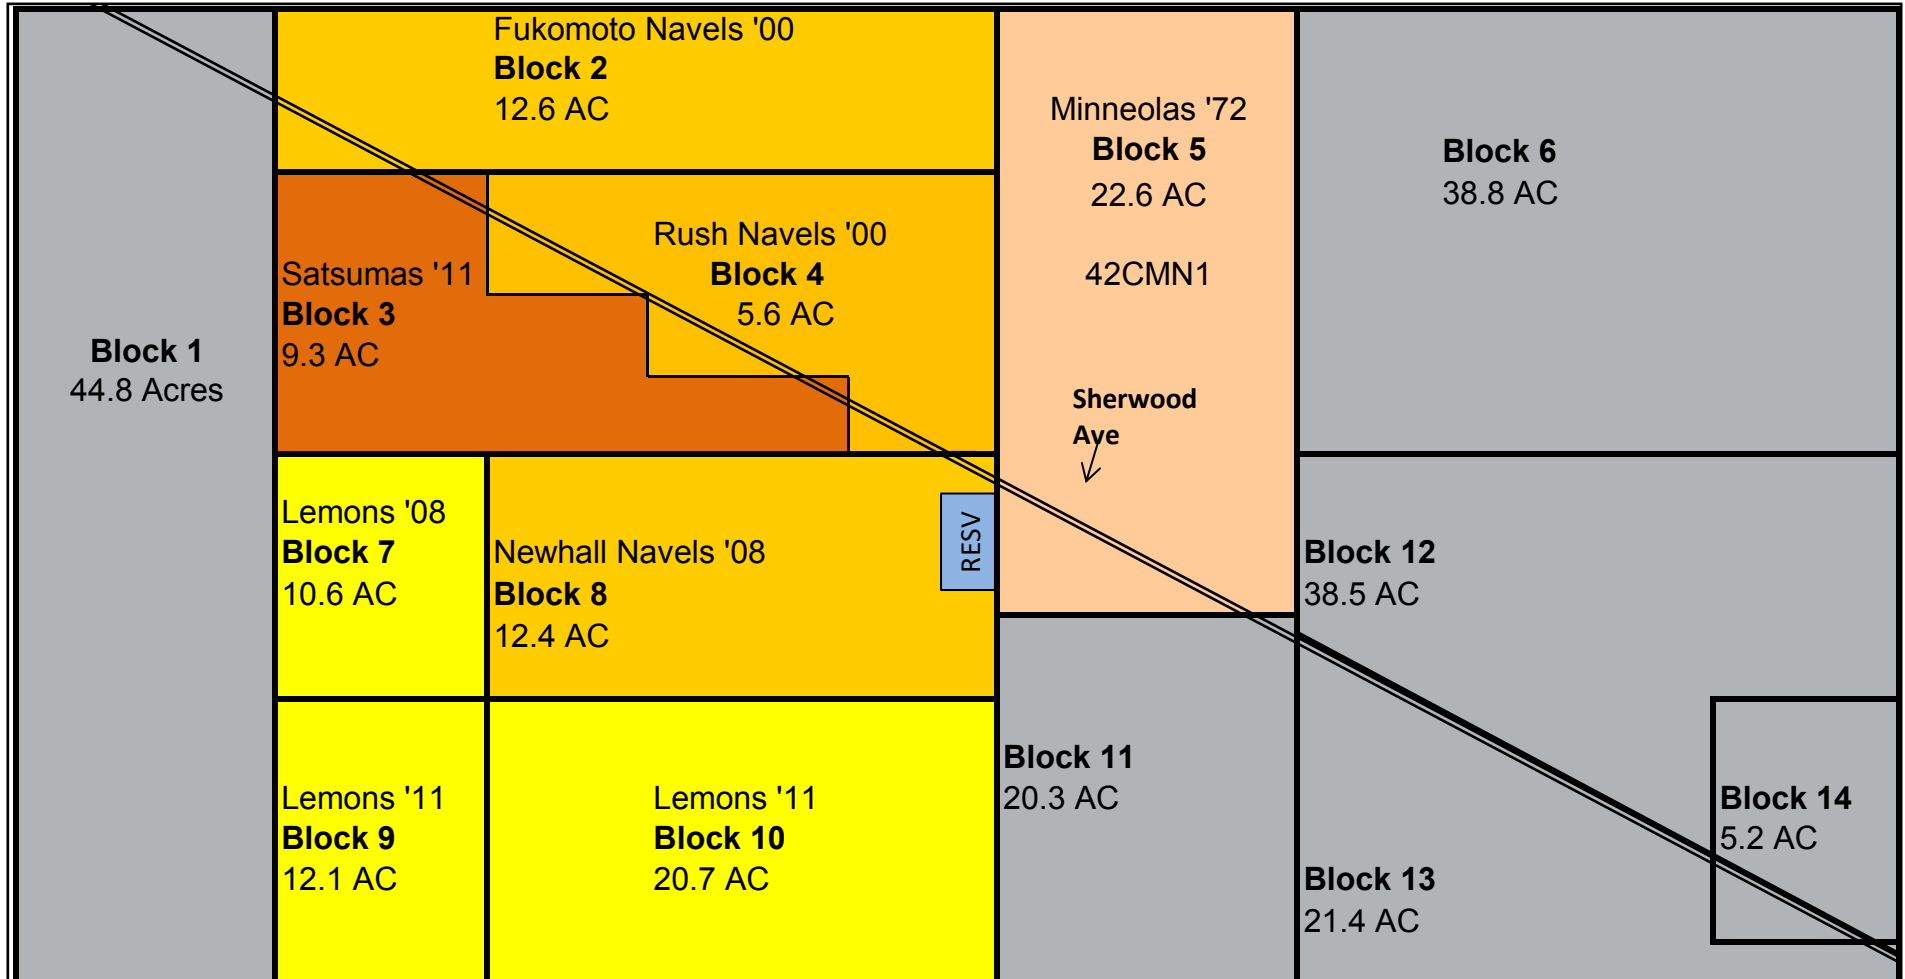 Fukomoto Navels '00
Block 2
12.6 AC
Minneolas '72
Block 5
22.6 AC
42CMN1
Sherwood
Ave
Block 6
38.8 AC
Rush Navels '00
Block 4
5.6 AC
Satsumas '11
Block 3
9.3 AC
Block 1
44.8 Acres
Lemons '08
Block 7
10.6 AC
Newhall Navels '08
Block 8
12.4 AC
RESV
Block 12
38.5 AC
Lemons '11
Block 9
12.1 AC
Lemons '11
Block 10
20.7 AC
Block 11
20.3 AC
Block 13
21.4 AC
Block 14
5.2 AC